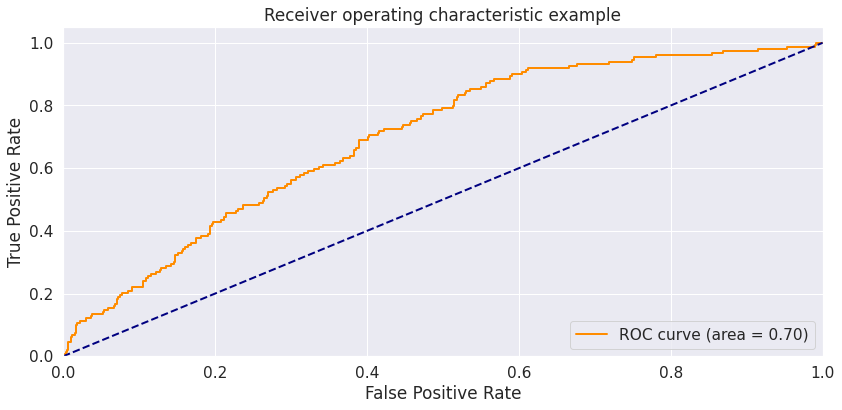 Receiver operating characteristic example
True Positive Rate
1.0
0.8
0.6
0.4
0.2
0.0
ROC curve (area = 0.70)
0.0 0.2 0.4 0.6 0.8 1.0
False Positive Rate